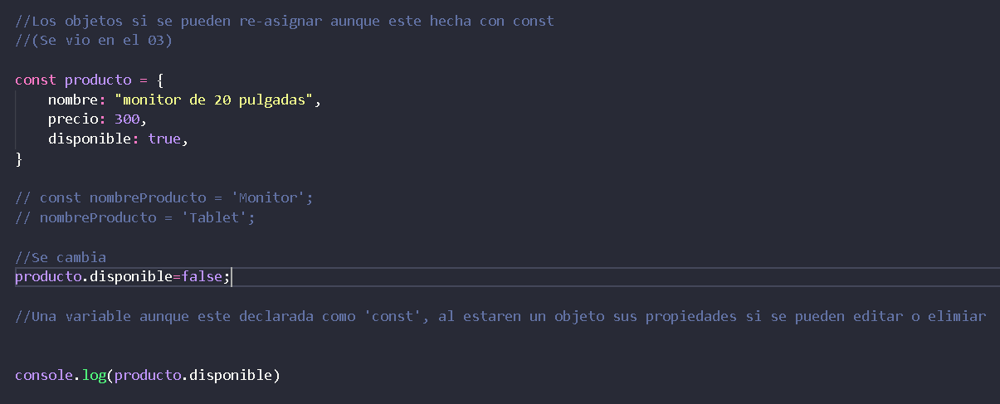 //Los objetos si se pueden re-asignar aunque este hecha con const
//(Se vio en el 03)
const producto = {
    nombre: "monitor de 20 pulgadas",
    precio: 300,
    disponible: true,
}
// const nombreProducto = 'Monitor';
// nombreProducto = 'Tablet';
//Se cambia
producto.disponible=false;
//Una variable aunque este declarada como 'const', al estaren un objeto sus propiedades si se pueden editar o elimiar
console.log(producto.disponible)